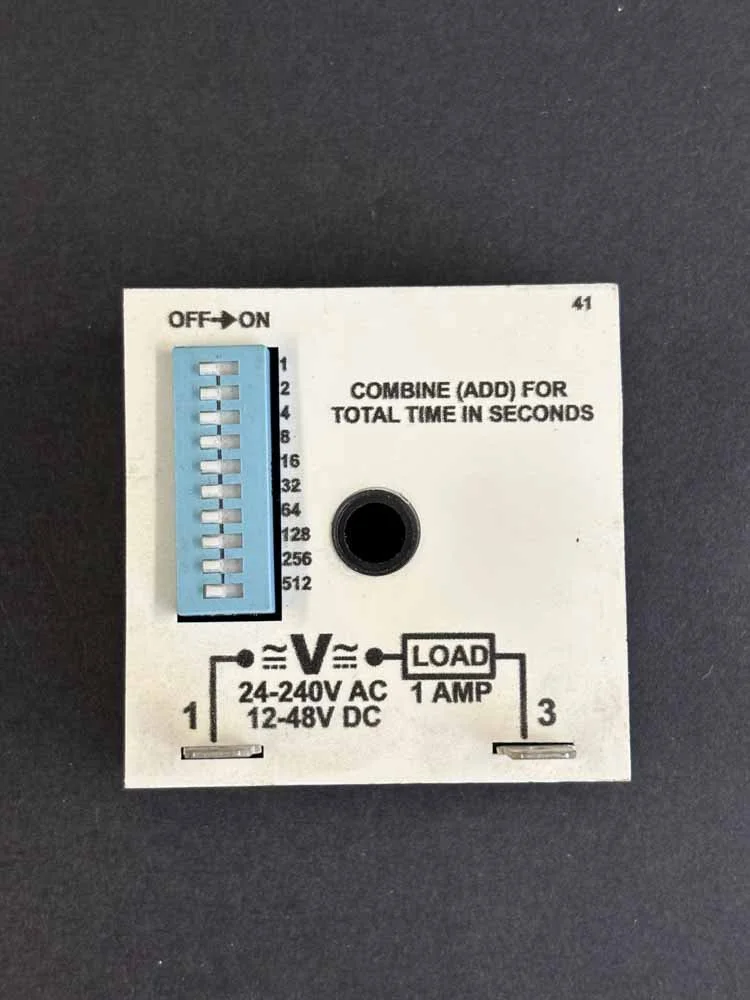 41
OFF→ON
1
2
4
8
16
32
64
128
256
512
COMBINE (ADD) FOR
TOTAL TIME IN SECONDS
≅V≅
LOAD
24-240V AC
12-48V DC
1 AMP
1
3